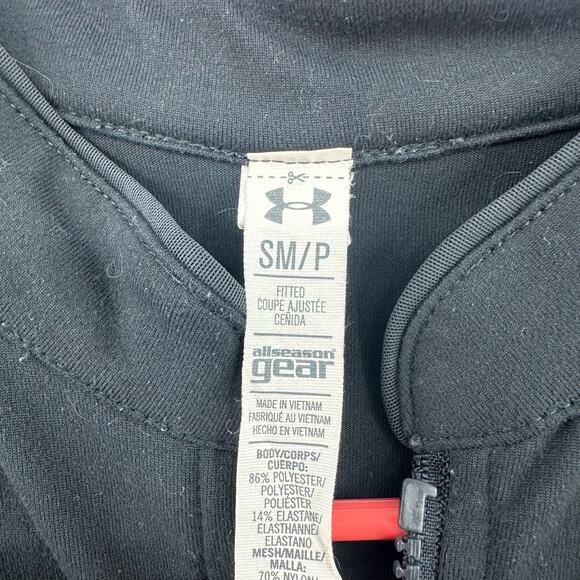 SM/P
FITTED
COUPE AJUSTÉE
CEÑIDA
allseason
gear
MADE IN VIETNAM
FABRIQUÉ AU VIETNAM
HECHO EN VIETNAM
BODY/CORPS/
CUERPO:
86% POLYESTER/
POLYESTER/
POLIÉSTER
14% ELASTANE/
ELASTHANNE/
ELASTANO
MESH/MAILLE/
MALLA:
70% NYLON/